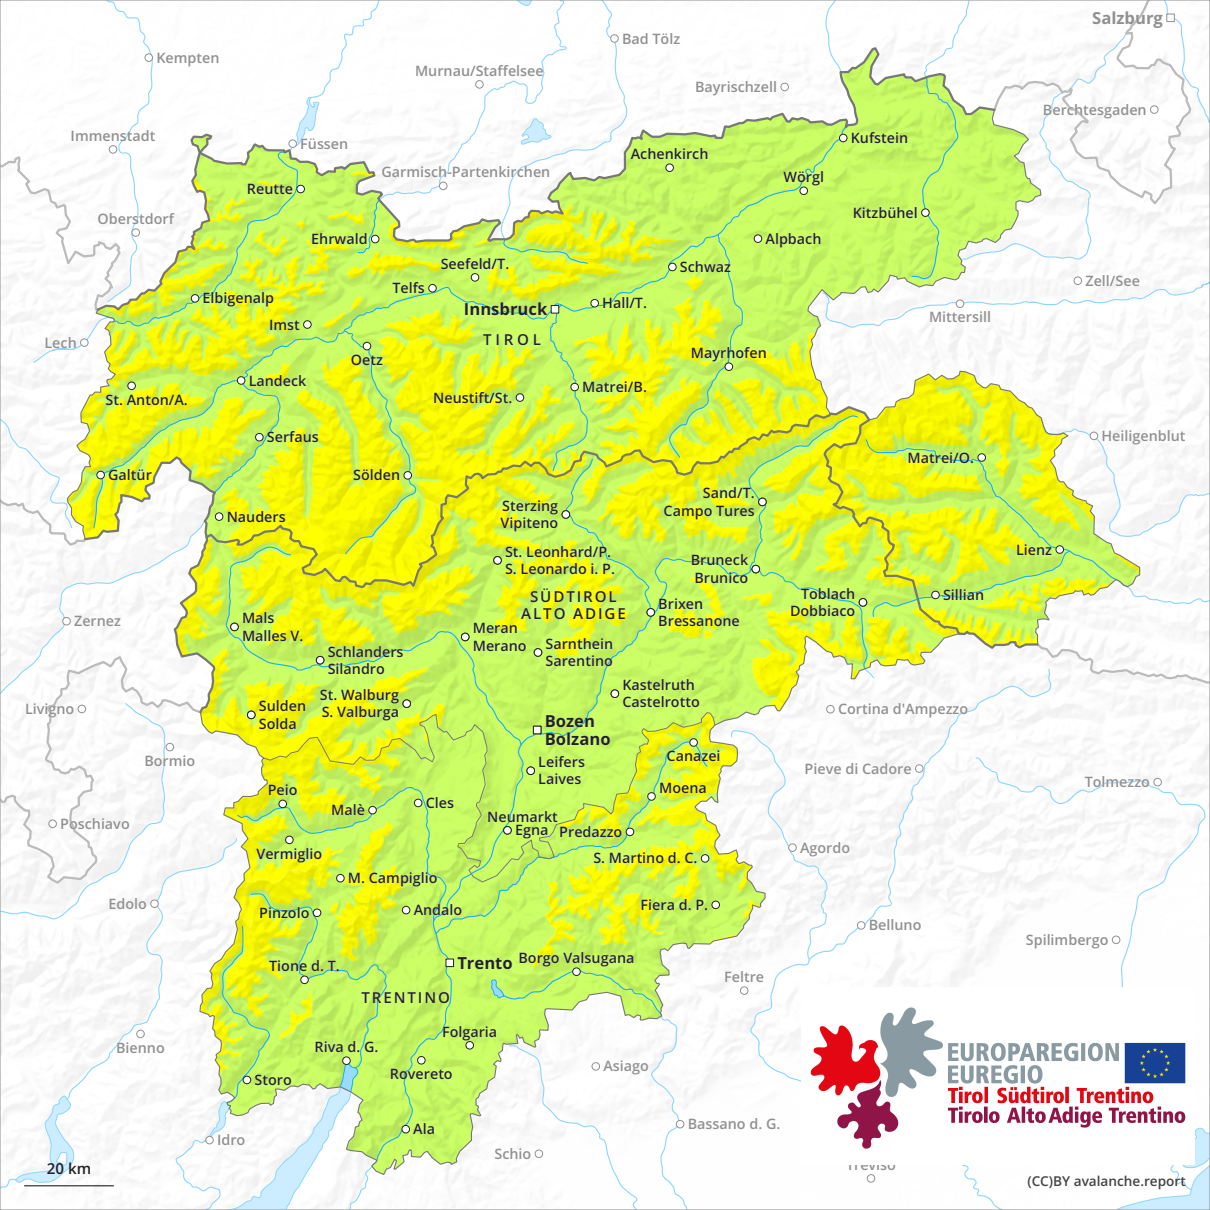 Salzburg
Bad Tölz
Kempten
Murnau/Staffelsee
Bayrischzell
Berchtesgaden
Immenstadt
Füssen
Kufstein
Achenkirch
Garmisch-Partenkirchen
Wörgl
Reutte
Oberstdorf
Kitzbühel
Ehrwald
Alpbach
Seefeld/T.
Schwaz
Zell/See
Telfs
Elbigenalp
Hall/T.
Innsbruck
Mittersill
Imst
TIROL
Lech
Oetz
Mayrhofen
Landeck
Matrei/B.
St. Anton/A.
Neustift/St.
Serfaus
Heiligenblut
Matrei/O.
Galtür
Sölden
Sand/T.
Campo Tures
Sterzing
Vipiteno
Nauders
Lienz
St. Leonhard/P.
S. Leonardo i. P.
Bruneck
Brunico
SÜDTIROL
ALTO ADIGE
Toblach
Dobbiaco
Sillian
Brixen
Bressanone
Zernez
Mals
Malles V.
Meran
Merano
Sarnthein
Sarentino
Schlanders
Silandro
Kastelruth
Castelrotto
St. Walburg
S. Valburga
Livigno
Sulden
Solda
Cortina d'Ampezzo
Bozen
Bolzano
Bormio
Canazei
Leifers
Laives
Pieve di Cadore
Tolmezzo
Peio
Moena
Malè
Cles
Neumarkt
Egna
Poschiavo
Predazzo
Agordo
Vermiglio
S. Martino d. C.
M. Campiglio
Edolo
Pinzolo
Andalo
Fiera d. P.
Belluno
Spilimbergo
Trento
Borgo Valsugana
Tione d. T.
Feltre
TRENTINO
Folgaria
Bienno
Riva d. G.
EUROPAREGION
EUREGIO
Tirol Südtirol Trentino
Tirolo Alto Adige Trentino
Asiago
Rovereto
Storo
Ala
Bassano d. G.
Idro
Schio
Treviso
20 km
(CC)BY avalanche.report